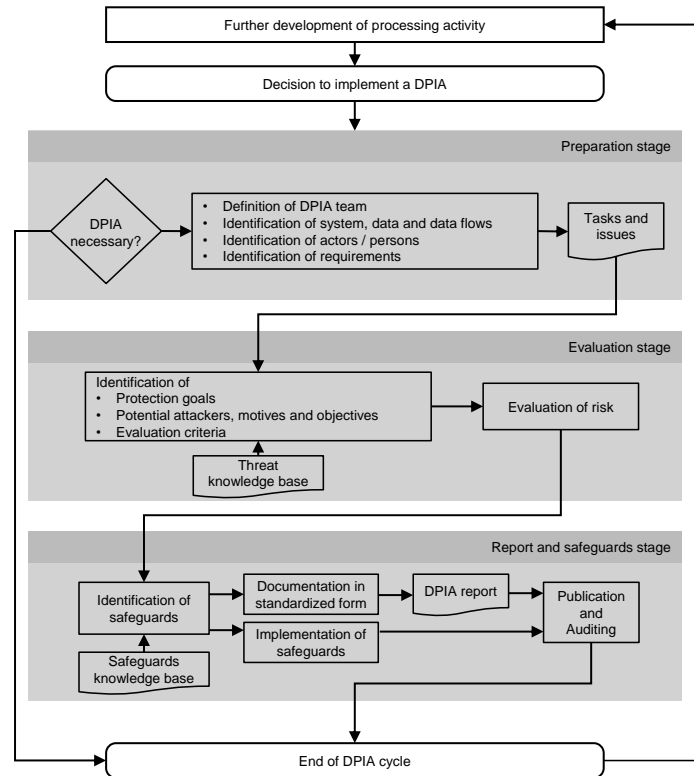 Further development of processing activity
Decision to implement a DPIA
Preparation stage
DPIA
necessary?
• Definition of DPIA team
• Identification of system, data and data flows
• Identification of actors / persons
• Identification of requirements
Tasks and
issues
Evaluation stage
Identification of
• Protection goals
• Potential attackers, motives and objectives
• Evaluation criteria
Evaluation of risk
Threat
knowledge base
Report and safeguards stage
Identification of
safeguards
Documentation in
standardized form
DPIA report
Publication
and
Auditing
Implementation of
safeguards
Safeguards
knowledge base
End of DPIA cycle